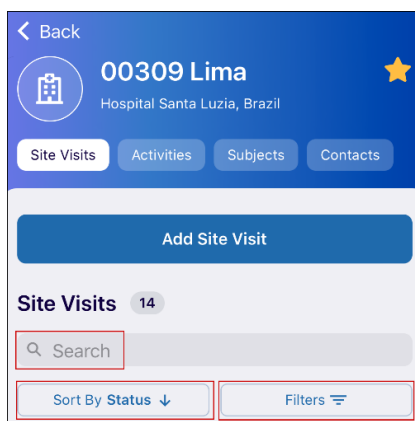 Back
00309 Lima
Hospital Santa Luzia, Brazil
Site Visits Activities Subjects Contacts
Add Site Visit
Site Visits 14
Search
Sort By Status ↓ Filters